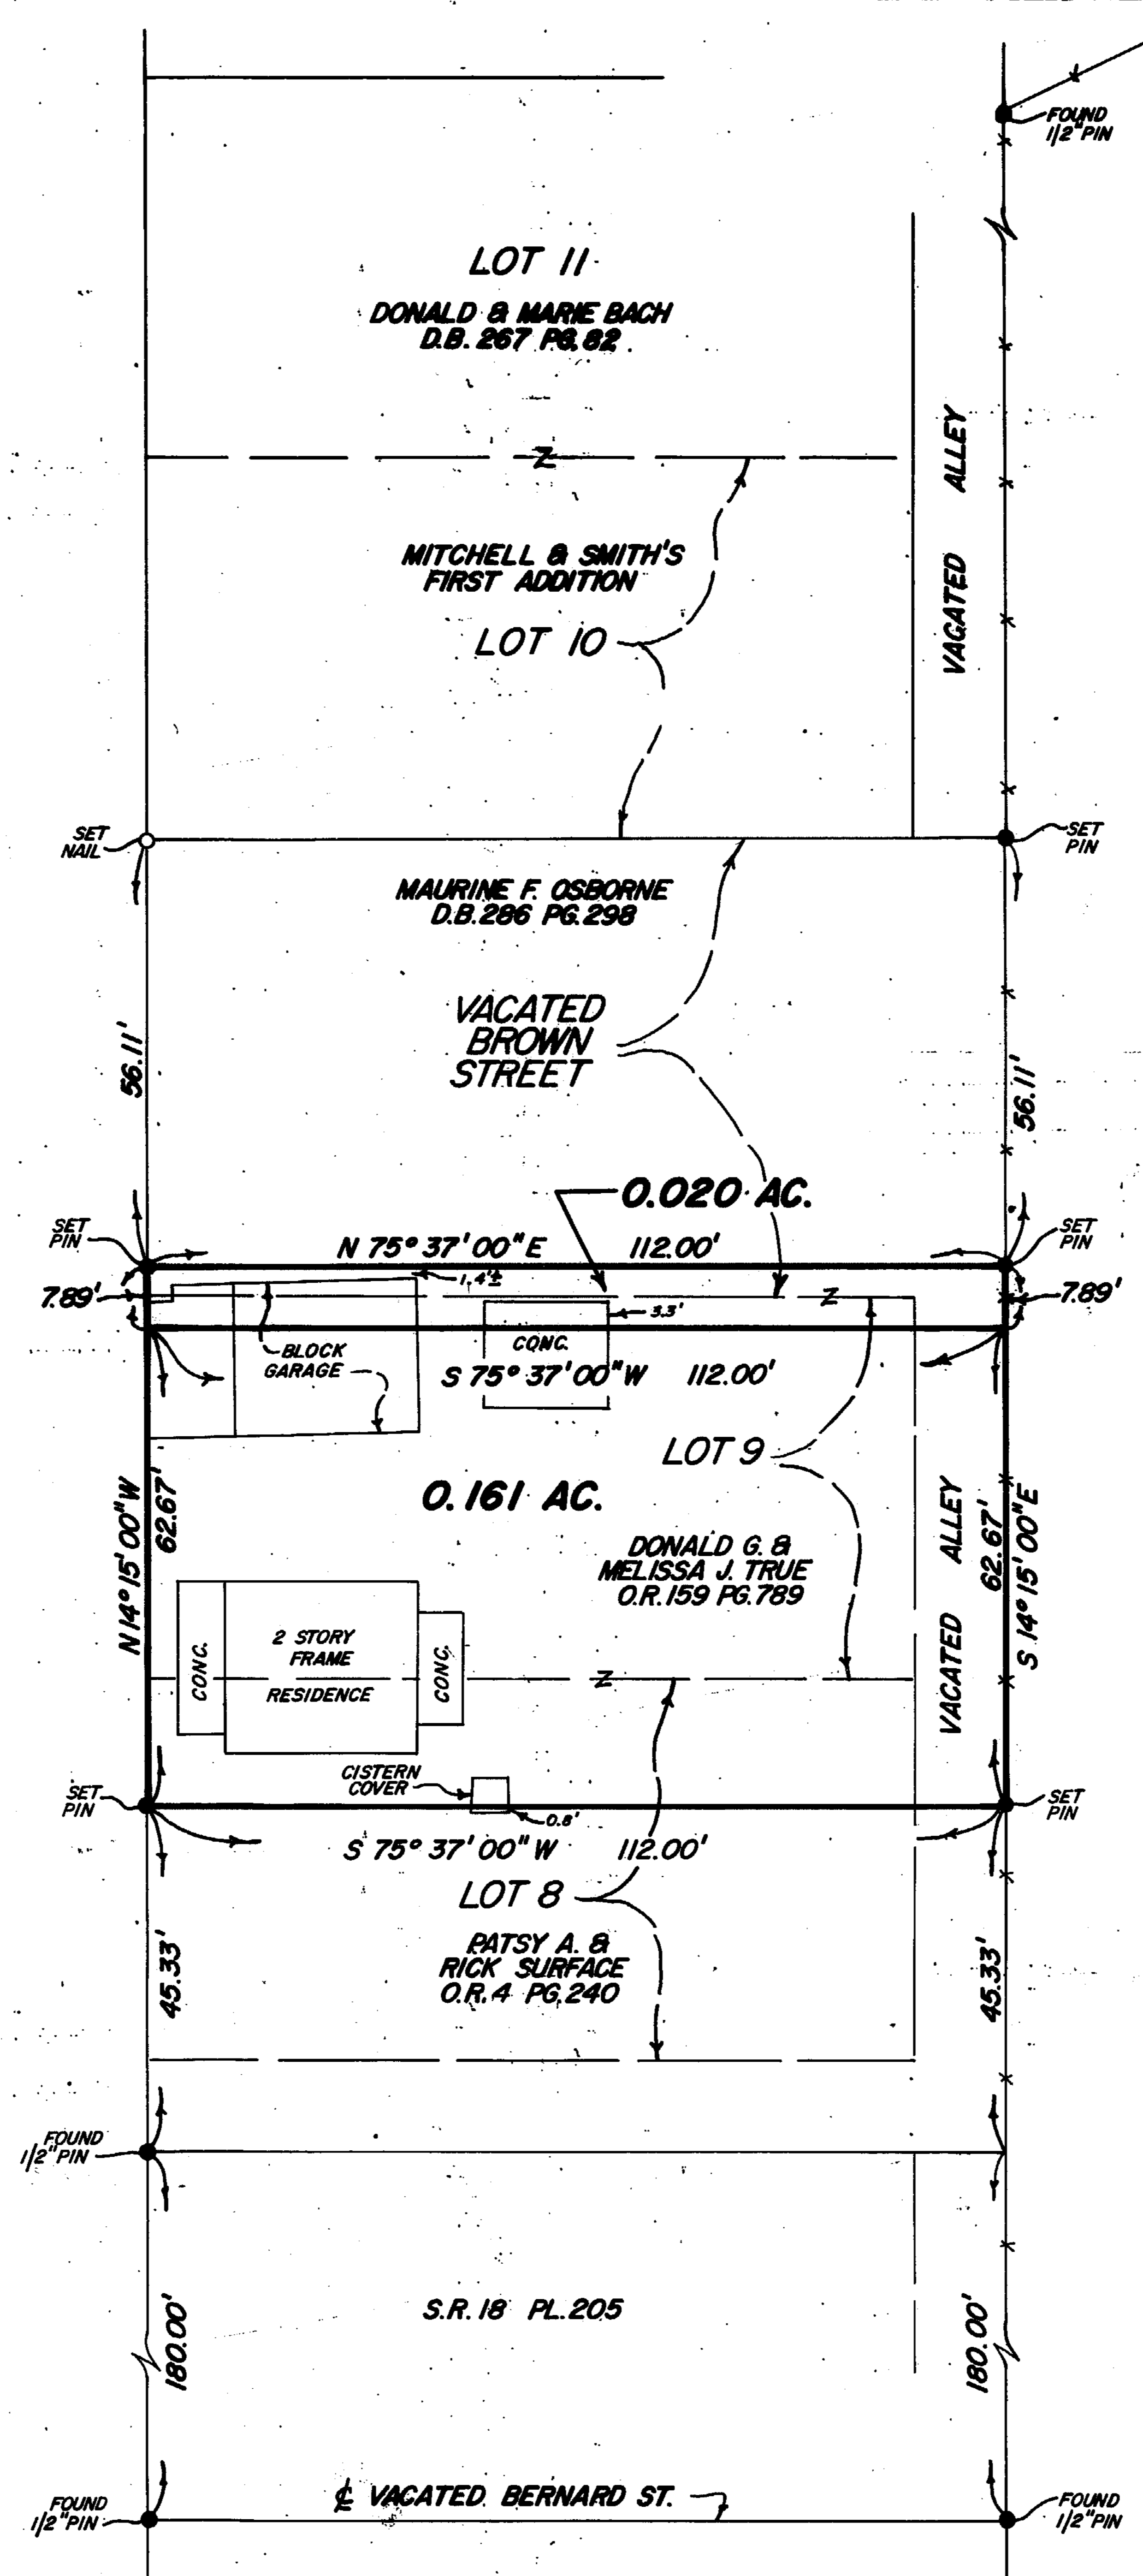 FOUND
1/2" PIN
LOT 11
DONALD & MARIE BACH
D.B. 267 PG. 82
VACATED ALLEY
MITCHELL & SMITH'S
FIRST ADDITION
LOT 10
SET
NAIL
SET
PIN
MAURINE F. OSBORNE
D.B. 286 PG. 298
VACATED
BROWN
STREET
56.11'
56.11'
0.020 AC.
SET
PIN
N 75° 37' 00" E 112.00'
SET
PIN
7.89'
1.4'±
3.3'
7.89'
BLOCK
GARAGE
CONC.
S 75° 37' 00" W 112.00'
LOT 9
0.161 AC.
N 14° 15' 00" W
62.67'
DONALD G. &
MELISSA J. TRUE
O.R. 159 PG. 789
VACATED ALLEY
62.67'
S 14° 15' 00" E
CONC.
2 STORY
FRAME
RESIDENCE
CONC.
CISTERN
COVER
0.8'
SET
PIN
SET
PIN
S 75° 37' 00" W 112.00'
LOT 8
PATSY A. &
RICK SURFACE
O.R. 4 PG. 240
45.33'
45.33'
FOUND
1/2" PIN
S.R. 18 PL. 205
180.00'
180.00'
℄ VACATED BERNARD ST.
FOUND
1/2" PIN
FOUND
1/2" PIN